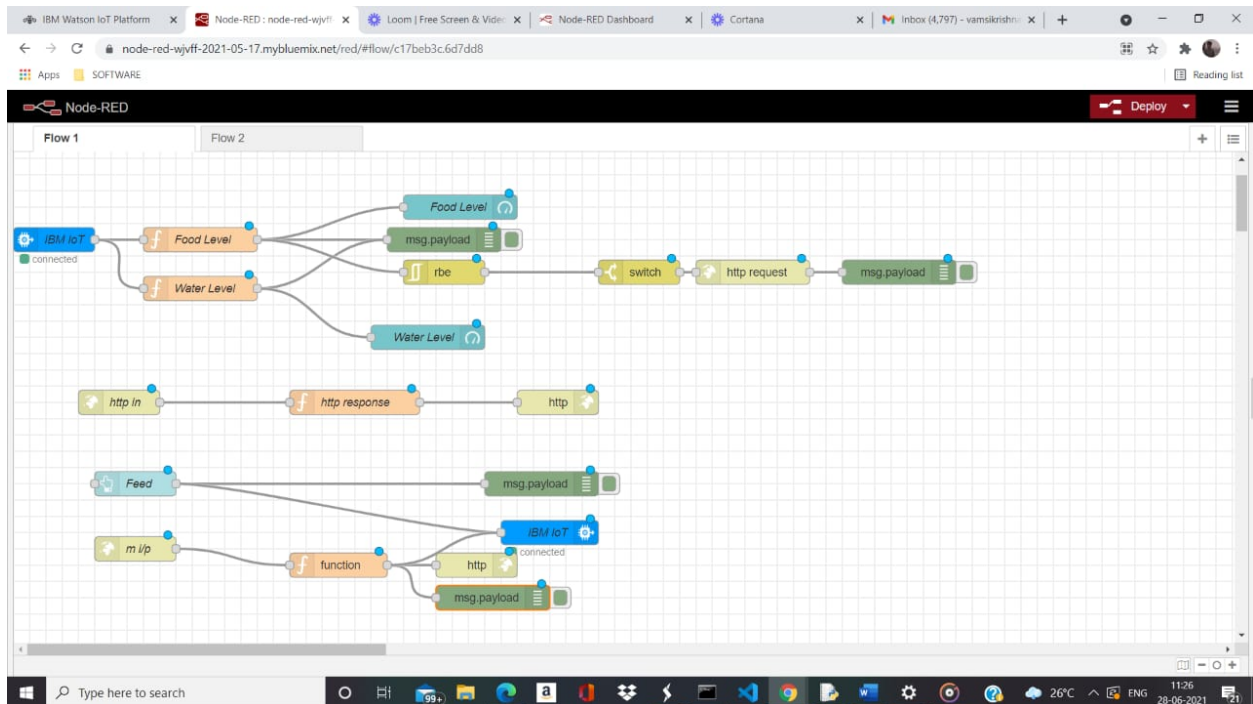 IBM Watson IoT Platform
Node-RED : node-red-wjvff
Loom | Free Screen & Video
Node-RED Dashboard
Cortana
Inbox (4,797) - vamsikrishn
node-red-wjvff-2021-05-17.mybluemix.net/red/#flow/c17beb3c.6d7dd8
Apps SOFTWARE Reading list
Node-RED Deploy
Flow 1 Flow 2
Food Level
IBM IoT Food Level msg.payload
connected
rbe switch http request msg.payload
Water Level
Water Level
http in http response http
Feed msg.payload
IBM IoT
connected
m i/p
function http
msg.payload
Type here to search 99+ a 26°C ENG 11:26
28-06-2021 21